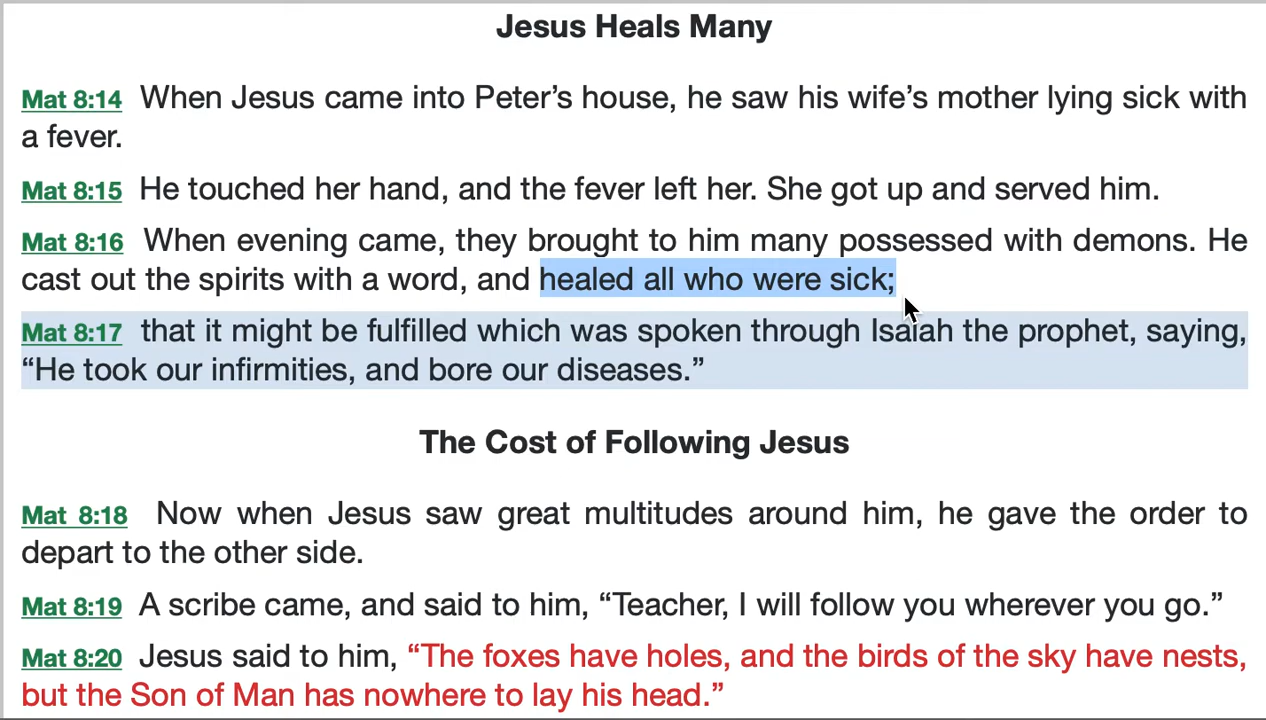 Jesus Heals Many
Mat 8:14 When Jesus came into Peter’s house, he saw his wife’s mother lying sick with
a fever.
Mat 8:15 He touched her hand, and the fever left her. She got up and served him.
Mat 8:16 When evening came, they brought to him many possessed with demons. He
cast out the spirits with a word, and healed all who were sick;
Mat 8:17 that it might be fulfilled which was spoken through Isaiah the prophet, saying,
“He took our infirmities, and bore our diseases.”
The Cost of Following Jesus
Mat 8:18 Now when Jesus saw great multitudes around him, he gave the order to
depart to the other side.
Mat 8:19 A scribe came, and said to him, “Teacher, I will follow you wherever you go.”
Mat 8:20 Jesus said to him, “The foxes have holes, and the birds of the sky have nests,
but the Son of Man has nowhere to lay his head.”